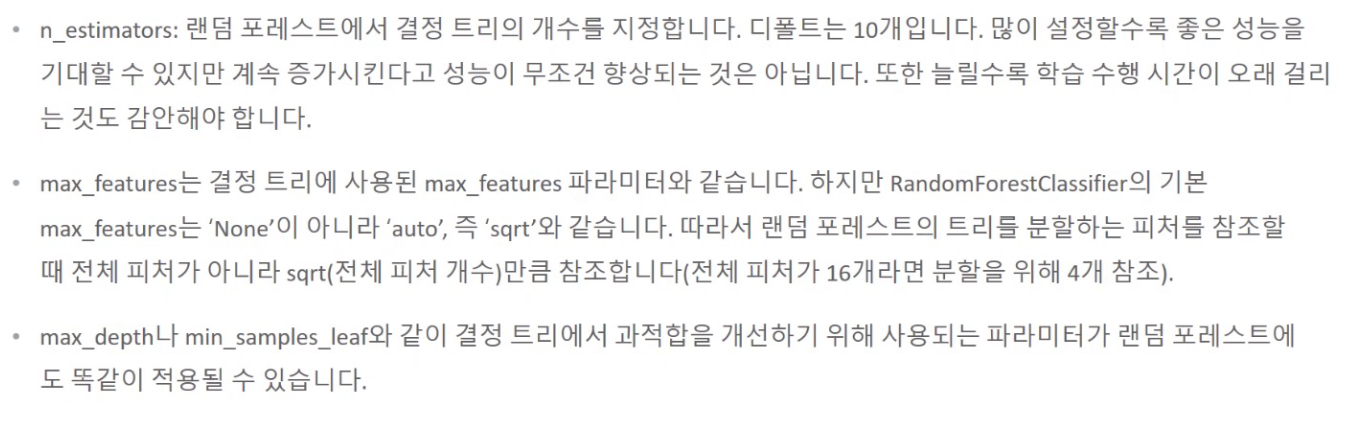 • n_estimators: 랜덤 포레스트에서 결정 트리의 개수를 지정합니다. 디폴트는 10개입니다. 많이 설정할수록 좋은 성능을
기대할 수 있지만 계속 증가시킨다고 성능이 무조건 향상되는 것은 아닙니다. 또한 늘릴수록 학습 수행 시간이 오래 걸리
는 것도 감안해야 합니다.
• max_features는 결정 트리에 사용된 max_features 파라미터와 같습니다. 하지만 RandomForestClassifier의 기본
max_features는 ‘None’이 아니라 ‘auto’, 즉 ‘sqrt’와 같습니다. 따라서 랜덤 포레스트의 트리를 분할하는 피처를 참조할
때 전체 피처가 아니라 sqrt(전체 피처 개수)만큼 참조합니다(전체 피처가 16개라면 분할을 위해 4개 참조).
• max_depth나 min_samples_leaf와 같이 결정 트리에서 과적합을 개선하기 위해 사용되는 파라미터가 랜덤 포레스트에
도 똑같이 적용될 수 있습니다.